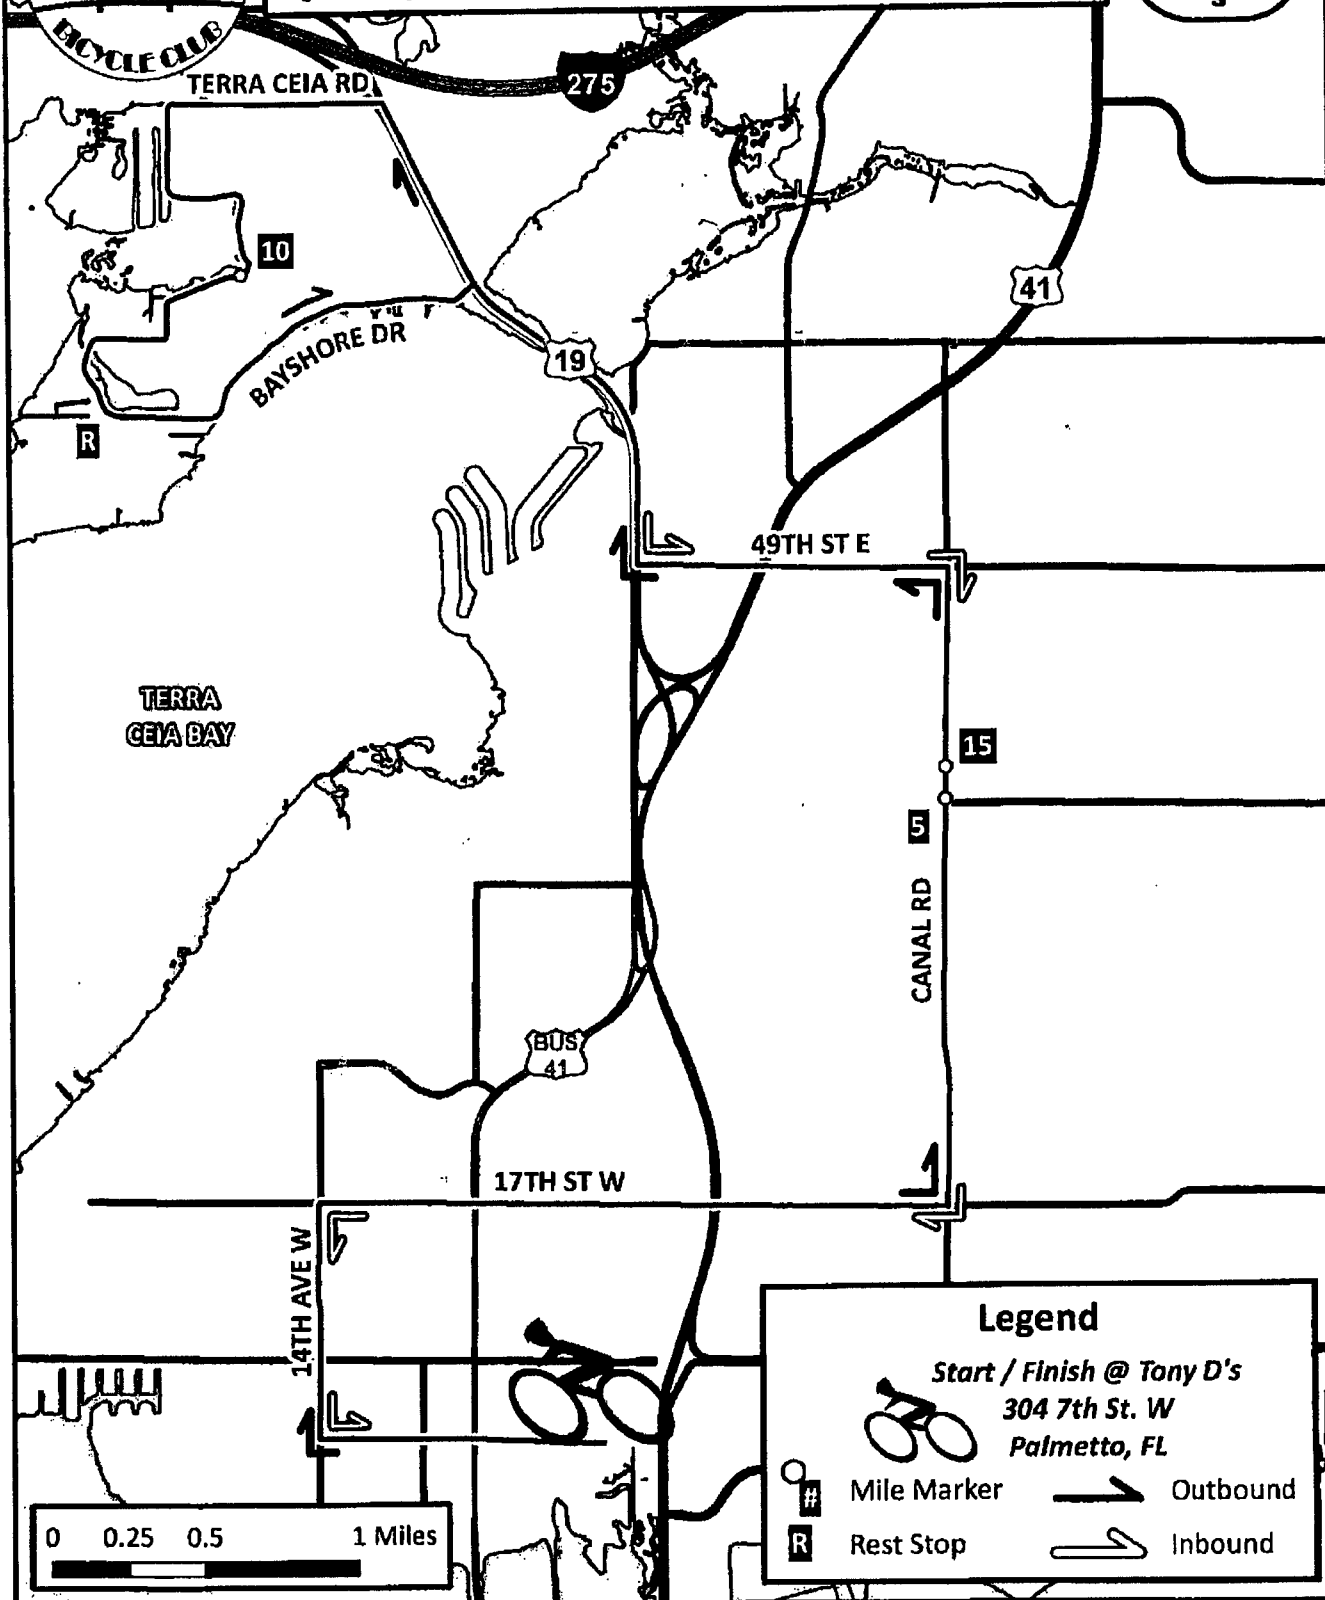 BICYCLE CLUB
TERRA CEIA RD
275
10
41
BAYSHORE DR
19
R
49TH ST E
TERRA
CEIA BAY
15
5
CANAL RD
BUS
41
17TH ST W
14TH AVE W
Legend
Start / Finish @ Tony D's
304 7th St. W
Palmetto, FL
# Mile Marker
Outbound
R Rest Stop
Inbound
0 0.25 0.5 1 Miles